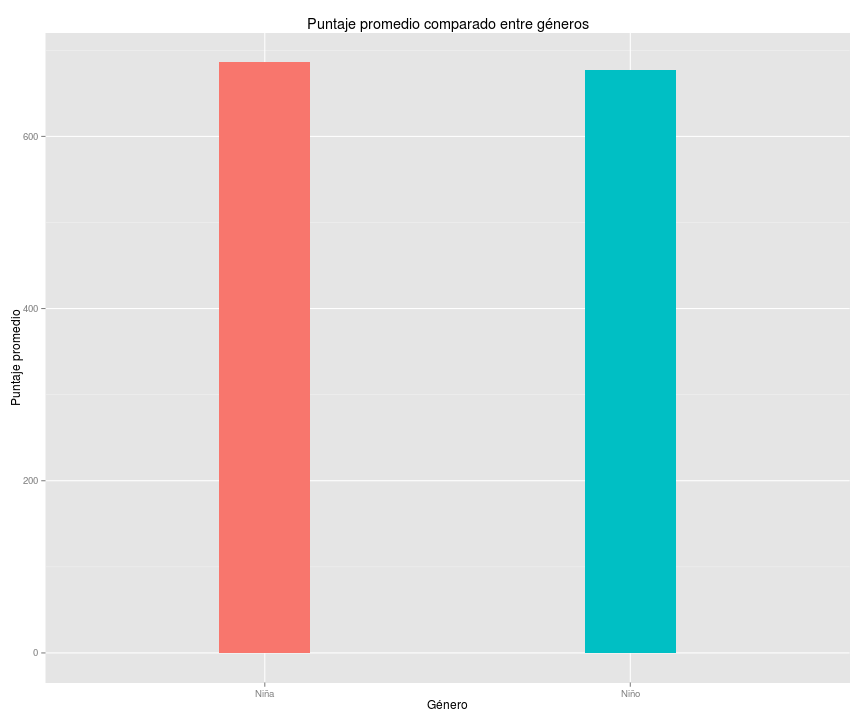 Puntaje promedio comparado entre géneros
Puntaje promedio
600
400
200
0
Niña
Niño
Género